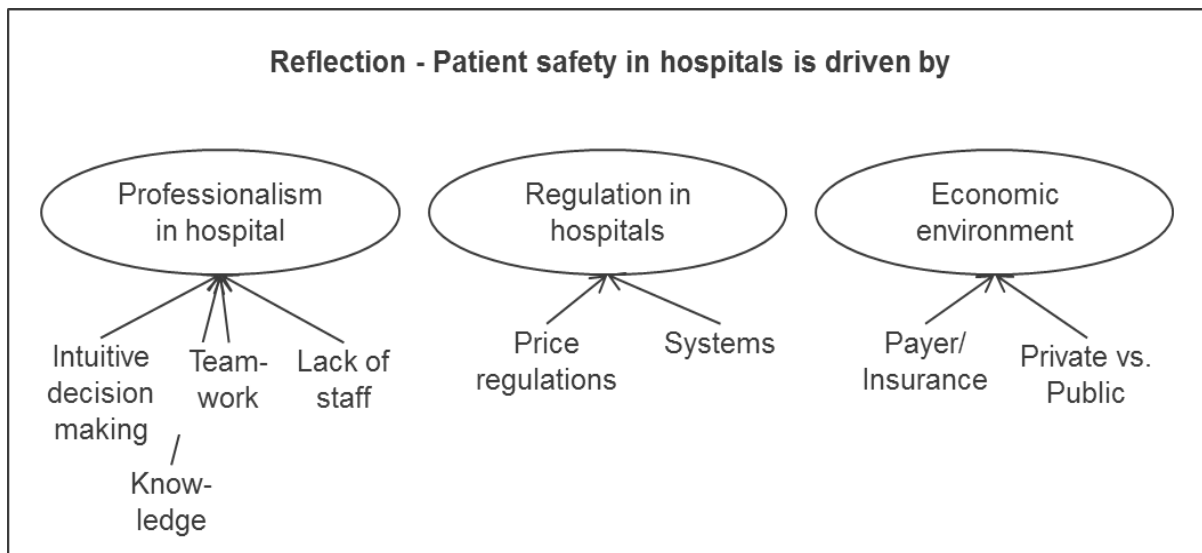 Reflection - Patient safety in hospitals is driven by
Professionalism
in hospital
Regulation in
hospitals
Economic
environment
Intuitive
decision
making
Team-
work
Lack of
staff
Know-
ledge
Price
regulations
Systems
Payer/
Insurance
Private vs.
Public